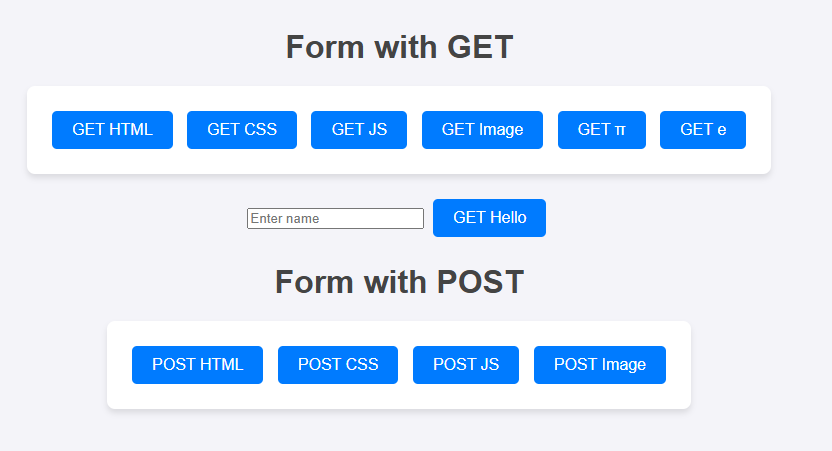 Form with GET
GET HTML GET CSS GET JS GET Image GET π GET e
Enter name GET Hello
Form with POST
POST HTML POST CSS POST JS POST Image